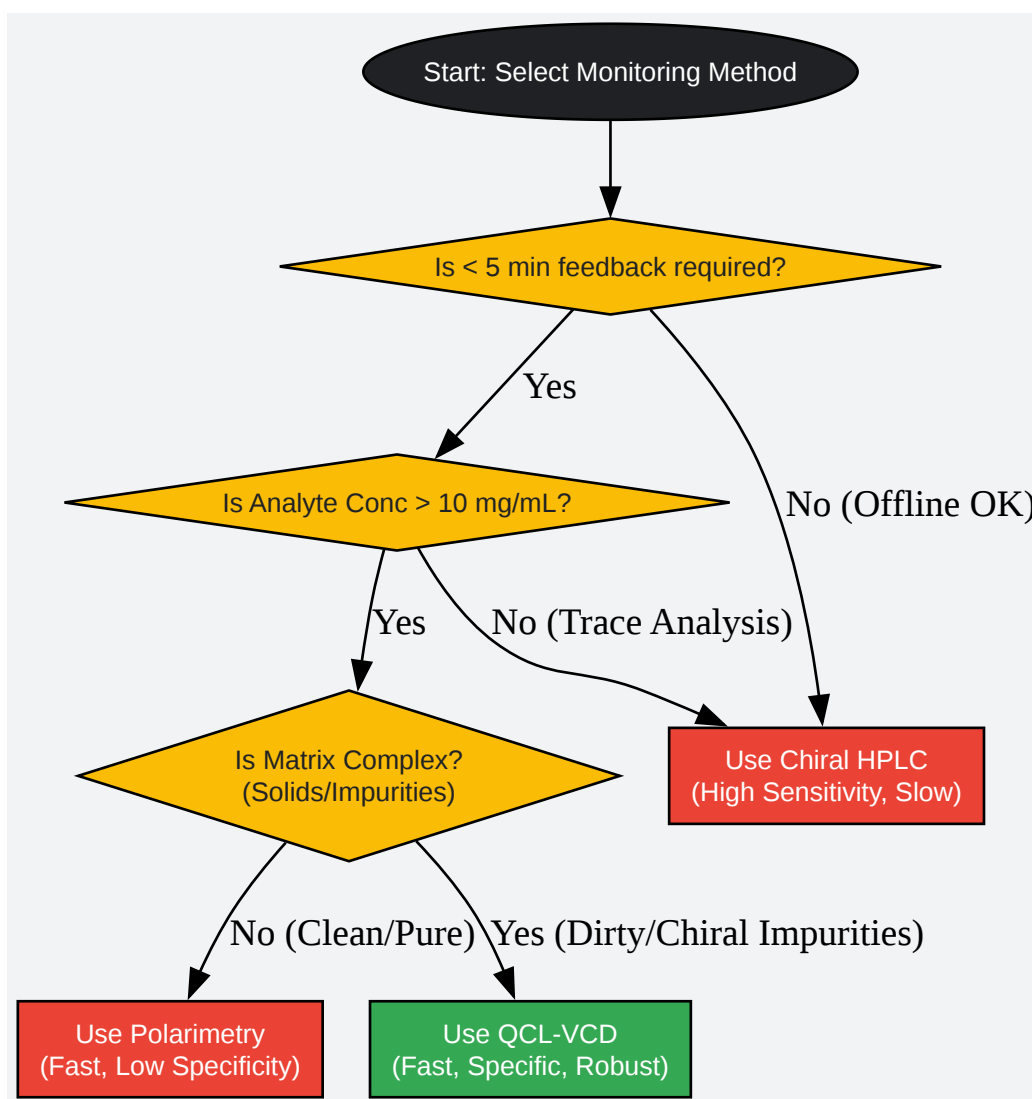 Start: Select Monitoring Method
Is < 5 min feedback required?
Yes
Is Analyte Conc > 10 mg/mL?
No (Offline OK)
Yes
No (Trace Analysis)
Is Matrix Complex?
(Solids/Impurities)
Use Chiral HPLC
(High Sensitivity, Slow)
No (Clean/Pure)
Yes (Dirty/Chiral Impurities)
Use Polarimetry
(Fast, Low Specificity)
Use QCL-VCD
(Fast, Specific, Robust)